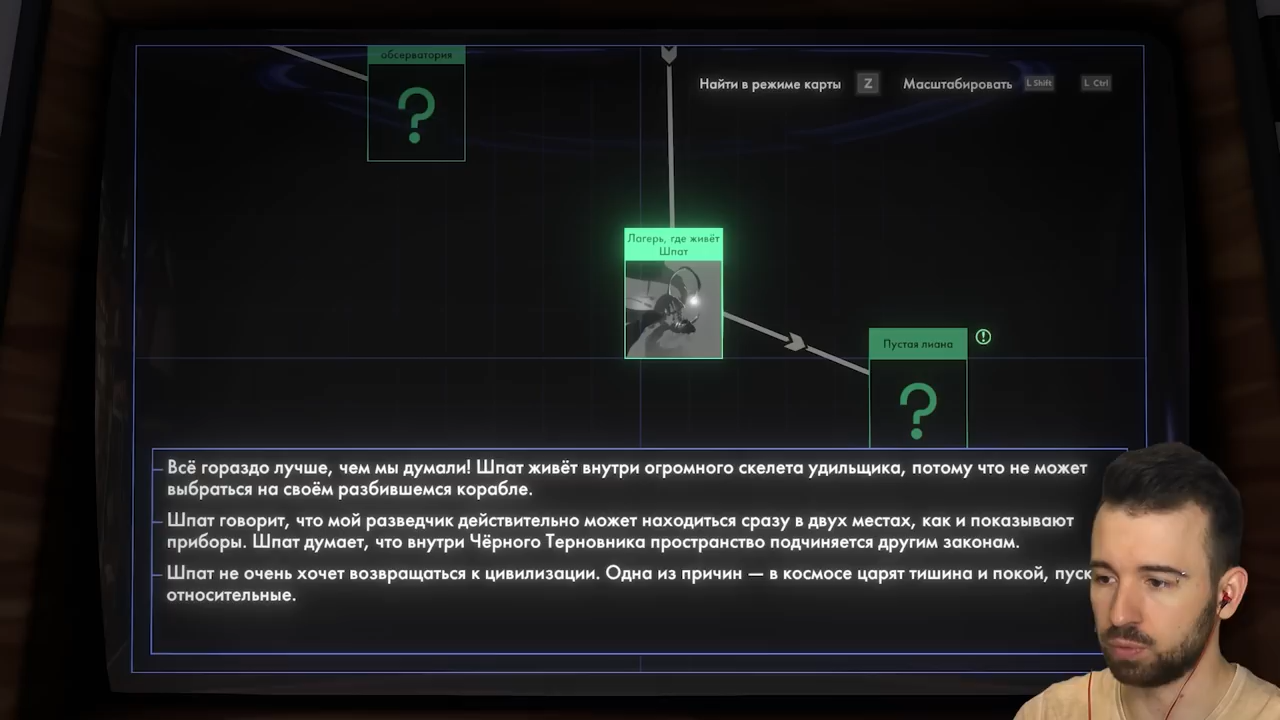 обсерватория
Найти в режиме карты Z Масштабировать L Shift L Ctrl
Лагерь, где живёт
Шпат
Пустая лиана
Всё гораздо лучше, чем мы думали! Шпат живёт внутри огромного скелета удильщика, потому что не может
выбраться на своём разбившемся корабле.
Шпат говорит, что мой разведчик действительно может находиться сразу в двух местах, как и показывают
приборы. Шпат думает, что внутри Чёрного Терновника пространство подчиняется другим законам.
Шпат не очень хочет возвращаться к цивилизации. Одна из причин — в космосе царят тишина и покой,
относительные.